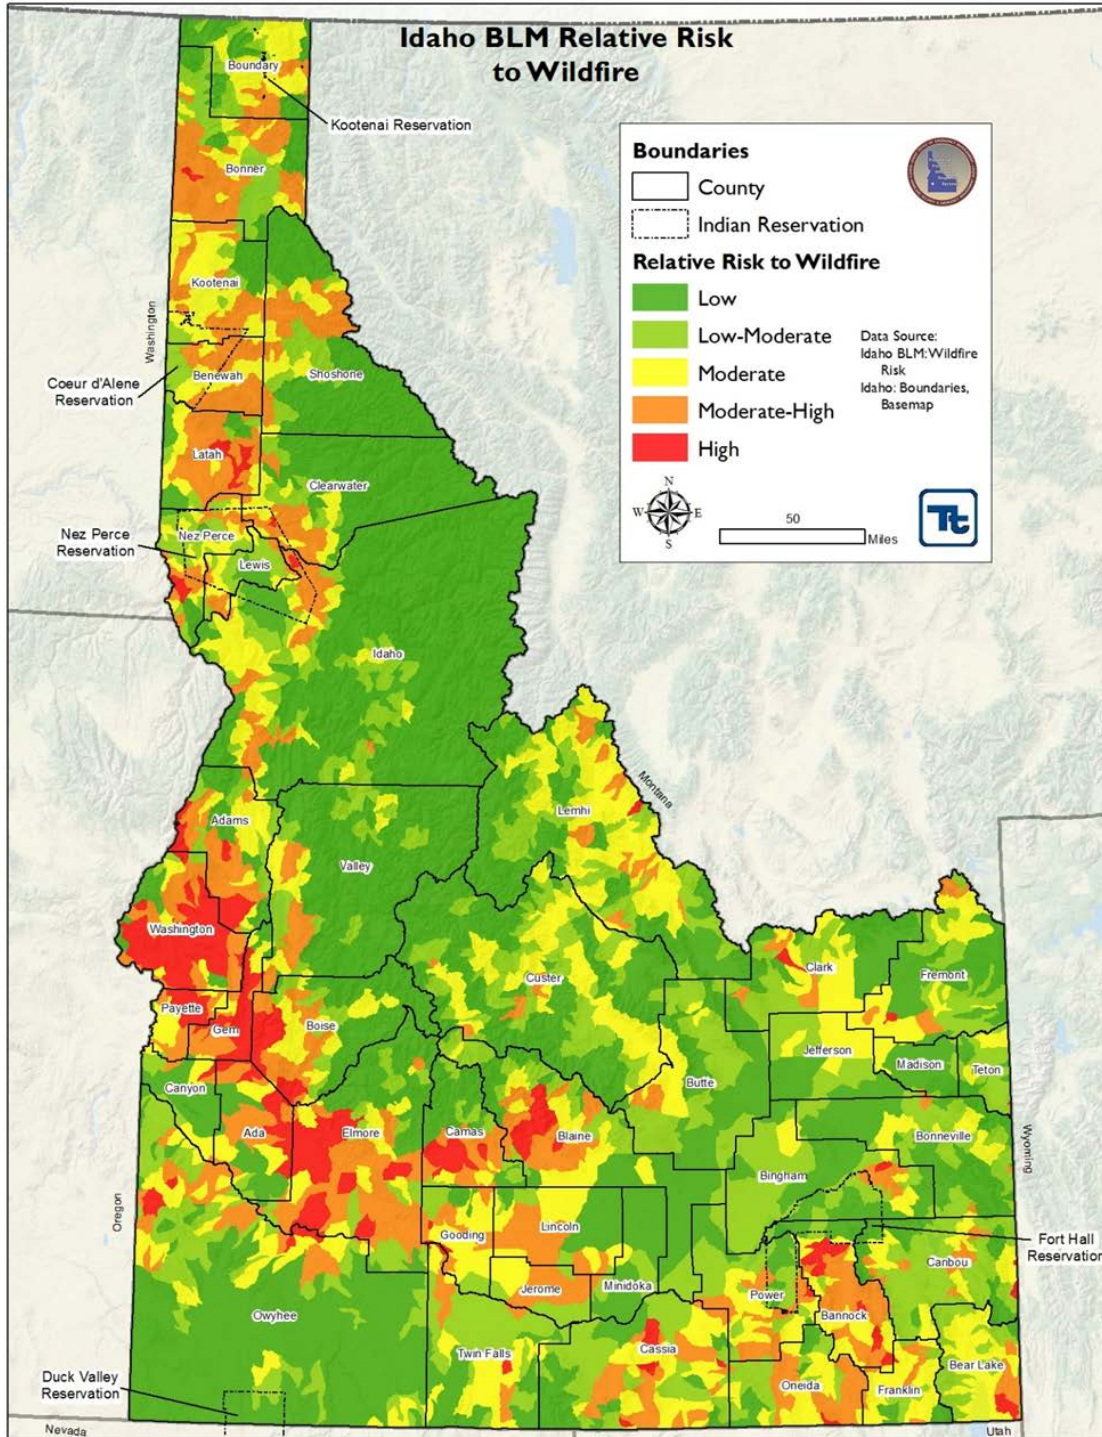 Idaho BLM Relative Risk
to Wildfire
Boundary
Kootenai Reservation
Bonner
Boundaries
County
Indian Reservation
Relative Risk to Wildfire
Low
Low-Moderate
Moderate
Moderate-High
High
Data Source:
Idaho BLM: Wildfire
Risk
Idaho: Boundaries,
Basemap
N
W
E
S
50
Miles
Tt
Kootenai
Washington
Coeur d'Alene
Reservation
Benewah
Shoshone
Latah
Clearwater
Nez Perce
Reservation
Nez Perce
Lewis
Idaho
Montana
Lemhi
Adams
Valley
Washington
Custer
Clark
Fremont
Payette
Gem
Boise
Jefferson
Madison
Teton
Canyon
Butte
Ada
Elmore
Camas
Blaine
Bonneville
Wyoming
Bingham
Oregon
Gooding
Lincoln
Fort Hall
Reservation
Caribou
Jerome
Minidoka
Power
Bannock
Owyhee
Twin Falls
Cassia
Oneida
Franklin
Bear Lake
Duck Valley
Reservation
Nevada
Utah